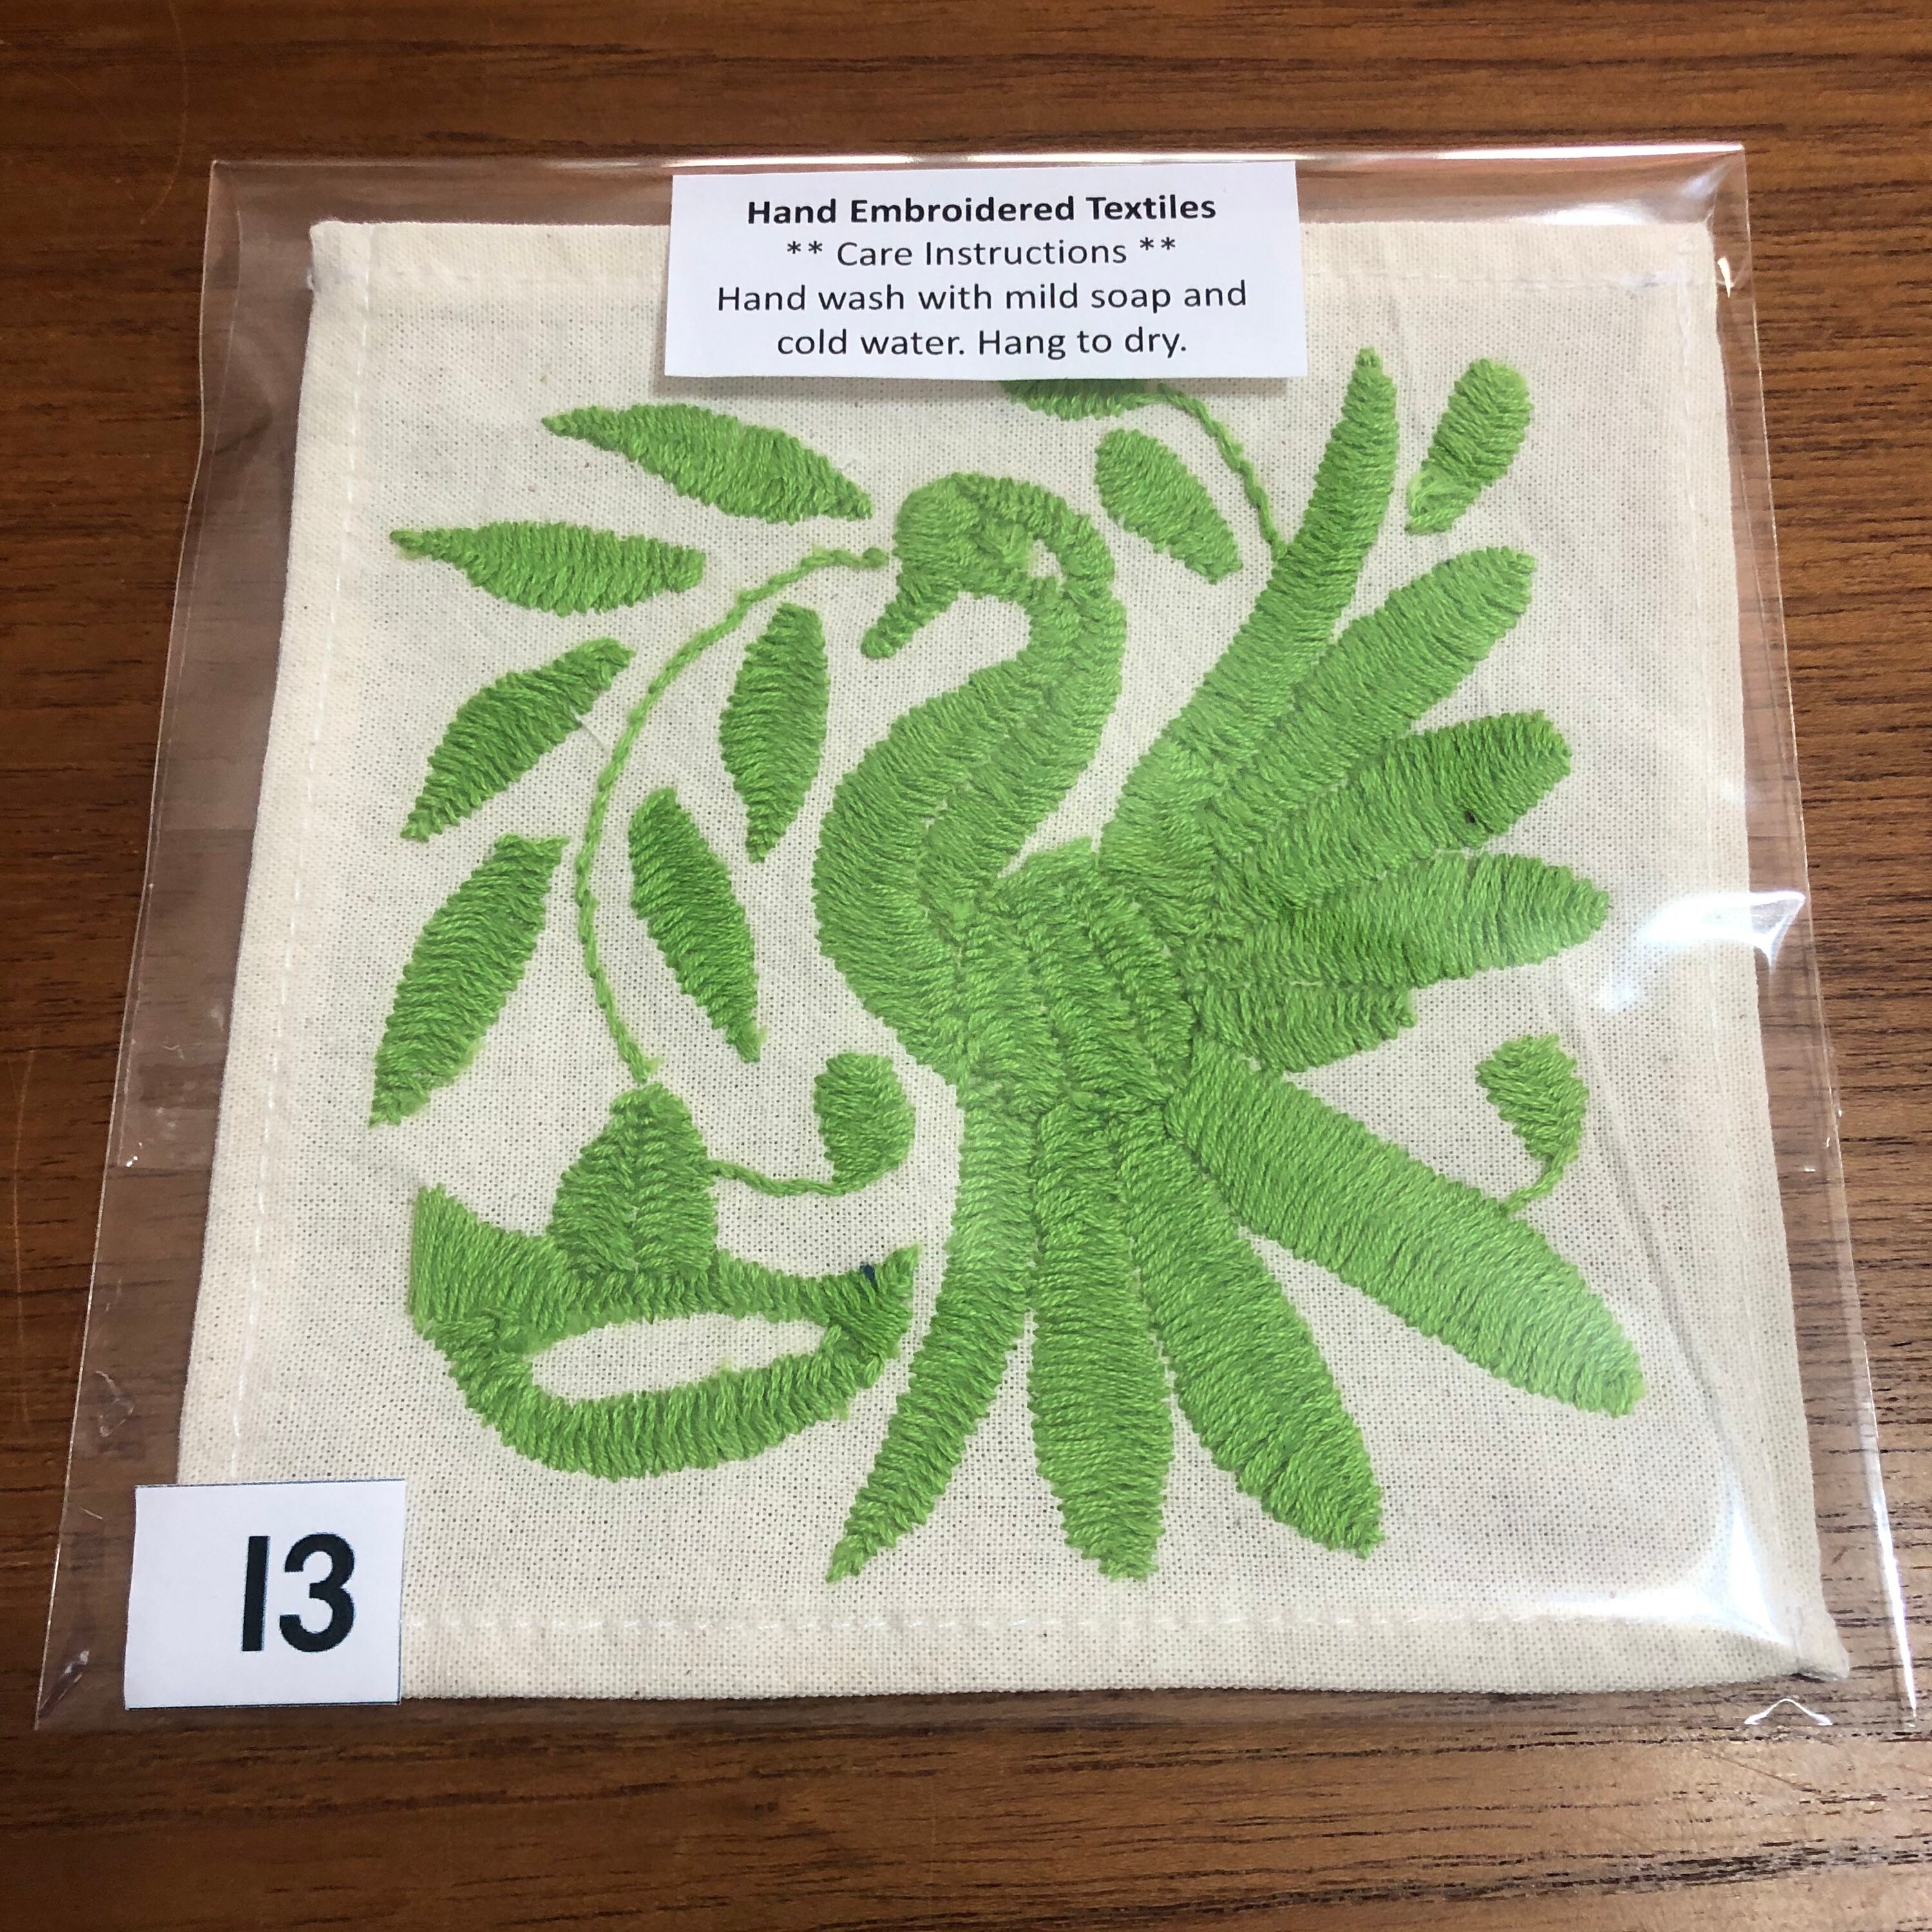 Hand Embroidered Textiles
** Care Instructions **
Hand wash with mild soap and
cold water. Hang to dry.
13